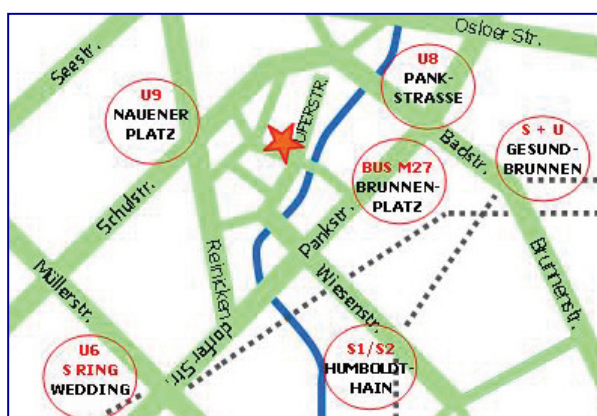 Osloer Str.
Seestr.
U8
PANK-
STRASSE
U9
NAUENER
PLATZ
UFERSTR.
Badstr.
S + U
GESUND-
BRUNNEN
BUS M27
BRUNNEN-
PLATZ
Schulstr.
Pankstr.
Reinickendorfer Str.
Müllerstr.
Wiesenstr.
Brunnenstr.
U6
S RING
WEDDING
S1/S2
HUMBOLDT-
HAIN